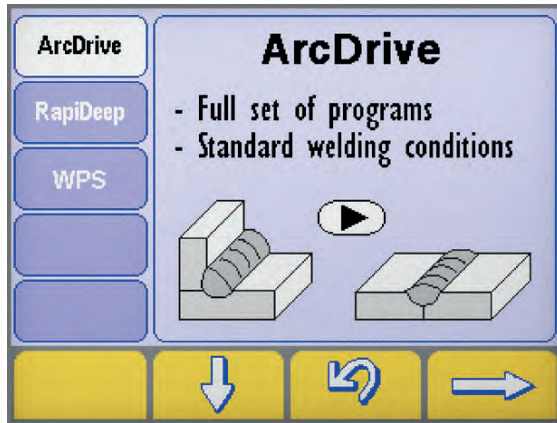 ArcDrive
RapiDeep
WPS
ArcDrive
- Full set of programs
- Standard welding conditions